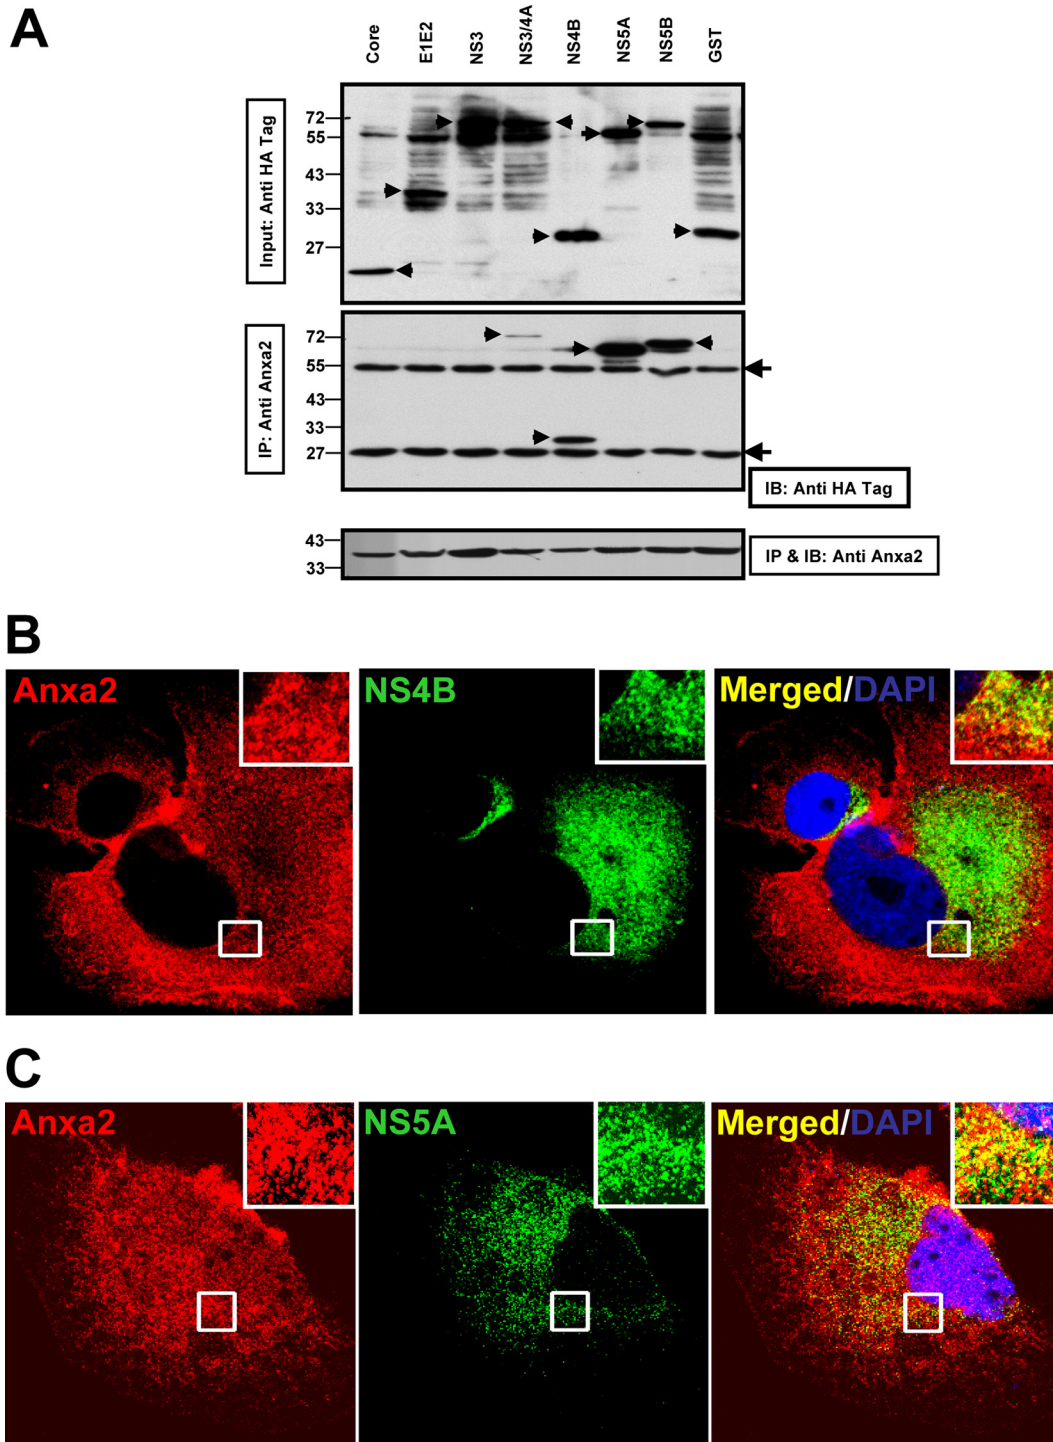 A
Core E1E2 NS3 NS3/4A NS4B NS5A NS5B GST
Input: Anti HA Tag
72
55
43
33
27
IP: Anti Anxa2
72
55
43
33
27
IB: Anti HA Tag
43
33
IP & IB: Anti Anxa2
B
Anxa2 NS4B Merged/DAPI
C
Anxa2 NS5A Merged/DAPI